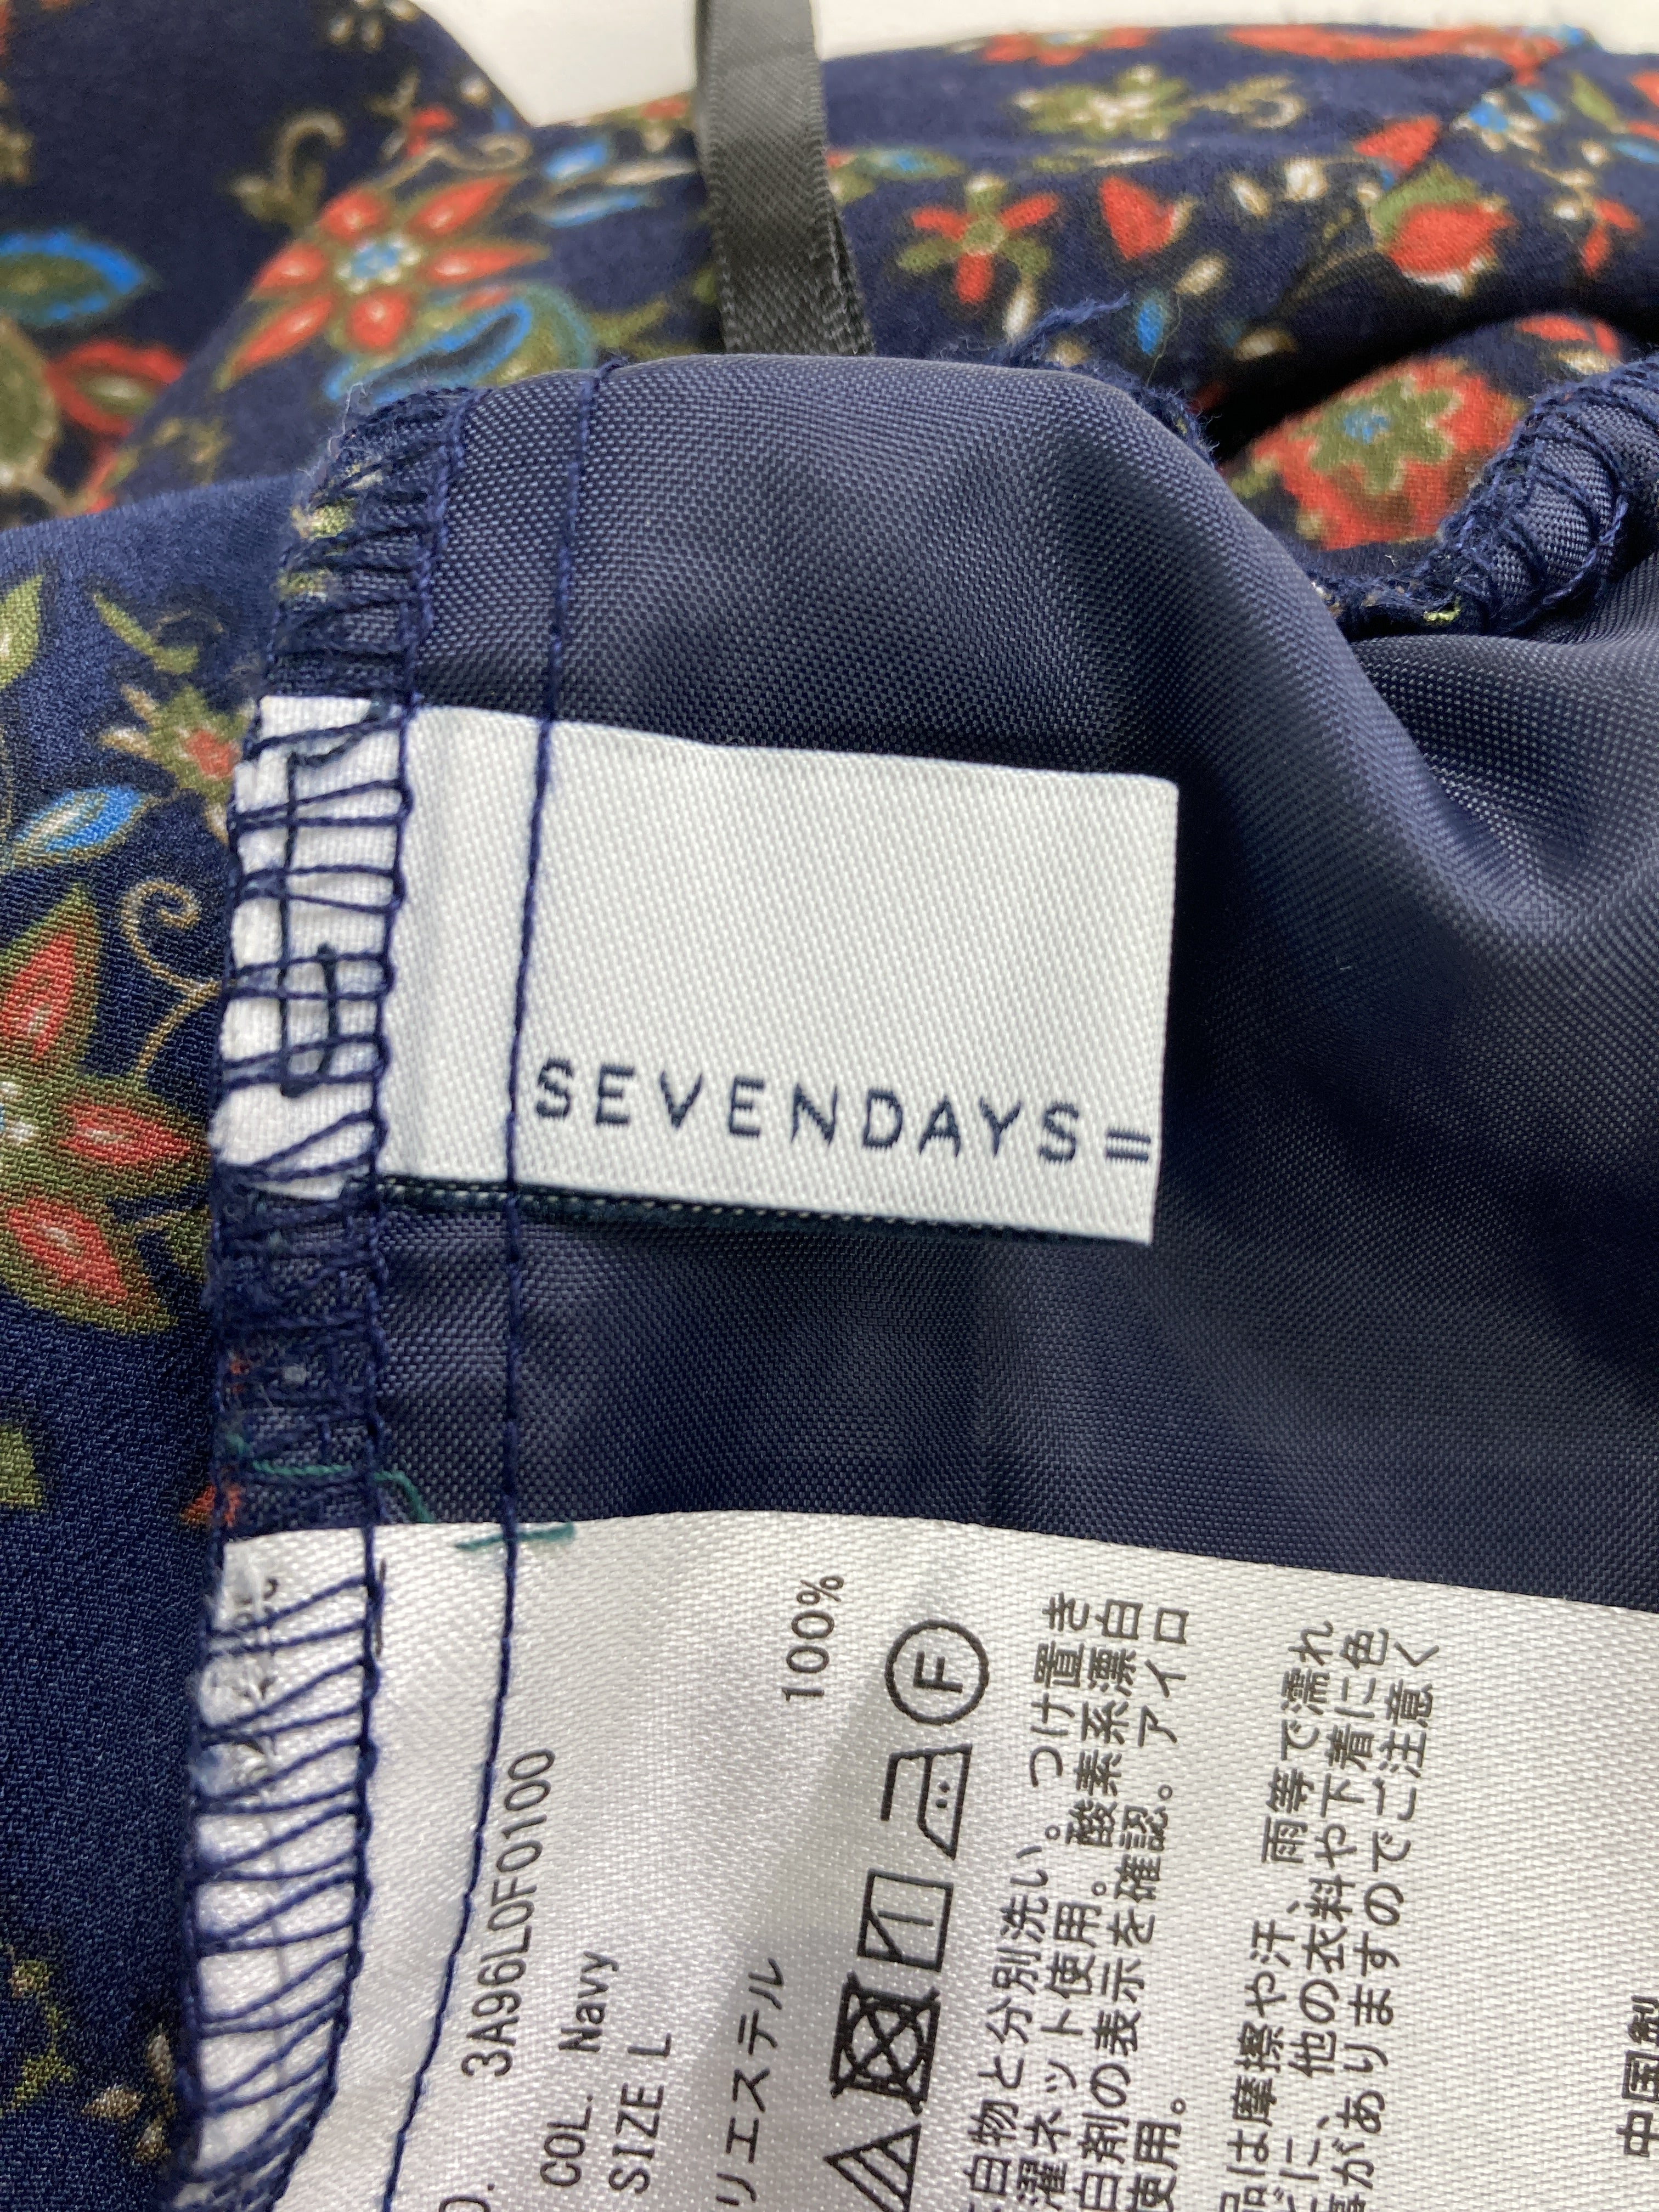 SEVENDAYS=
3A96L0F0100
COL. Navy
SIZE L
リエステル 100%
F
白物と分別洗い。つけ置き
濯ネット使用。酸素系漂白
白剤の表示を確認。アイロ
使用。
は摩擦や汗、雨等で濡れ
に、他の衣料や下着に色
がありますのでご注意く
中国製